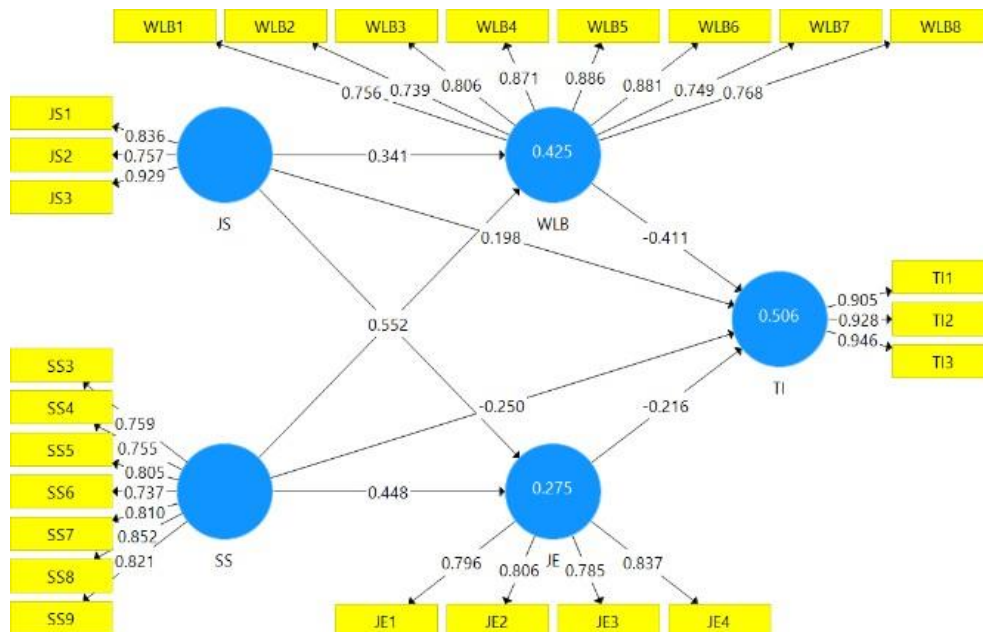 WLB1 WLB2 WLB3 WLB4 WLB5 WLB6 WLB7 WLB8
0.756 0.739 0.806 0.871 0.886 0.881 0.749 0.768
JS1
JS2
JS3
0.836
0.757
0.929
JS
0.341
0.425
WLB
0.198
-0.411
0.552
0.506
TI
0.905
0.928
0.946
TI1
TI2
TI3
SS3
SS4
SS5
SS6
SS7
SS8
SS9
0.759
0.755
0.805
0.737
0.810
0.852
0.821
SS
-0.250
-0.216
0.448
0.275
JE
0.796 0.806 0.785 0.837
JE1 JE2 JE3 JE4